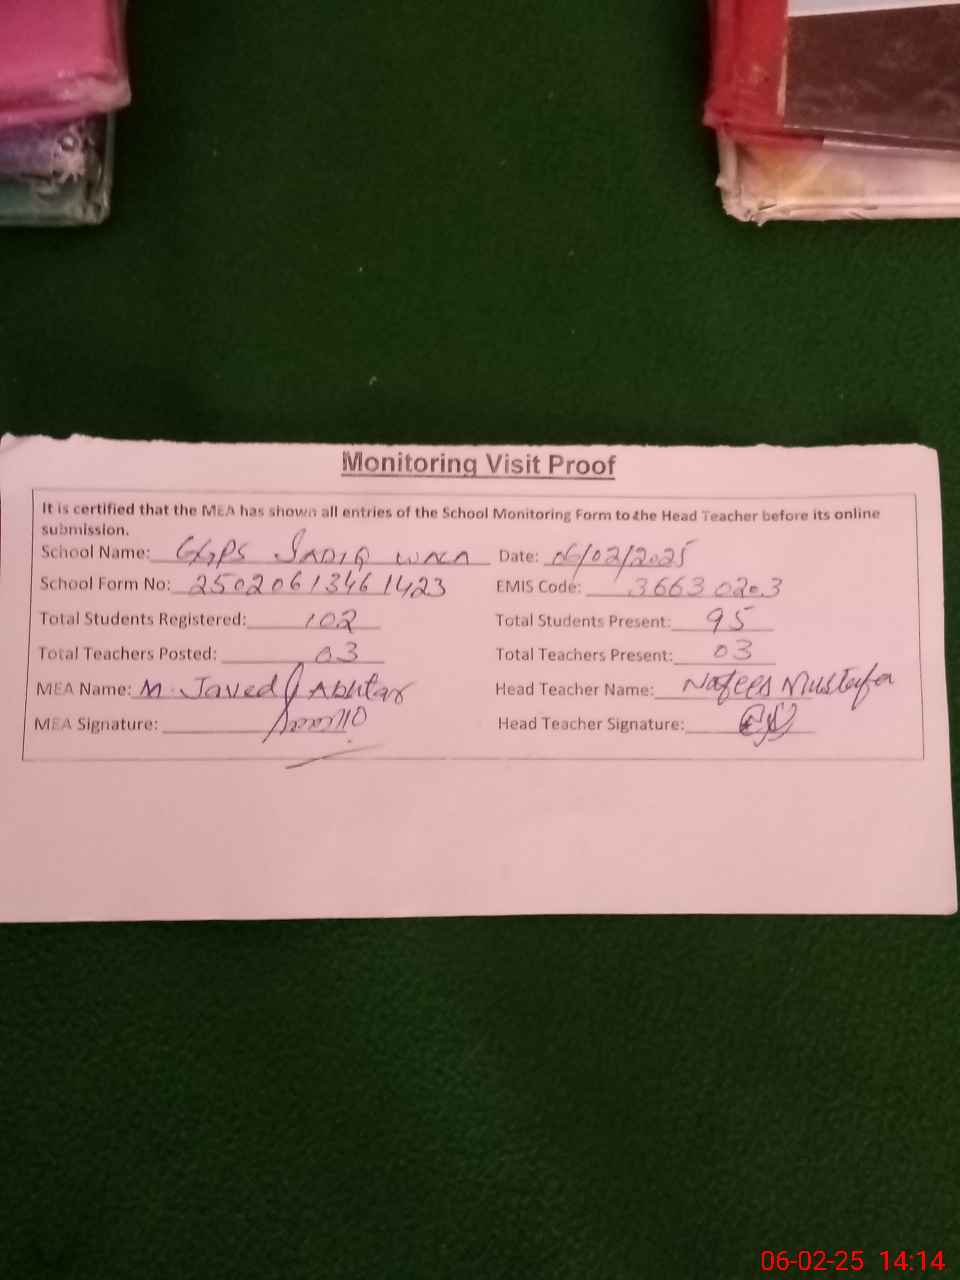 Monitoring Visit Proof
It is certified that the MEA has shown all entries of the School Monitoring Form to the Head Teacher before its online
submission.
School Name: GGPS SADIQ WALA Date: 06/02/2025
School Form No: 25020613461423 EMIS Code: 36630203
Total Students Registered: 102 Total Students Present: 95
Total Teachers Posted: 03 Total Teachers Present: 03
MEA Name: M. Javed Akhtar Head Teacher Name: Nafees Mustafa
MEA Signature: Head Teacher Signature:
06-02-25 14:14